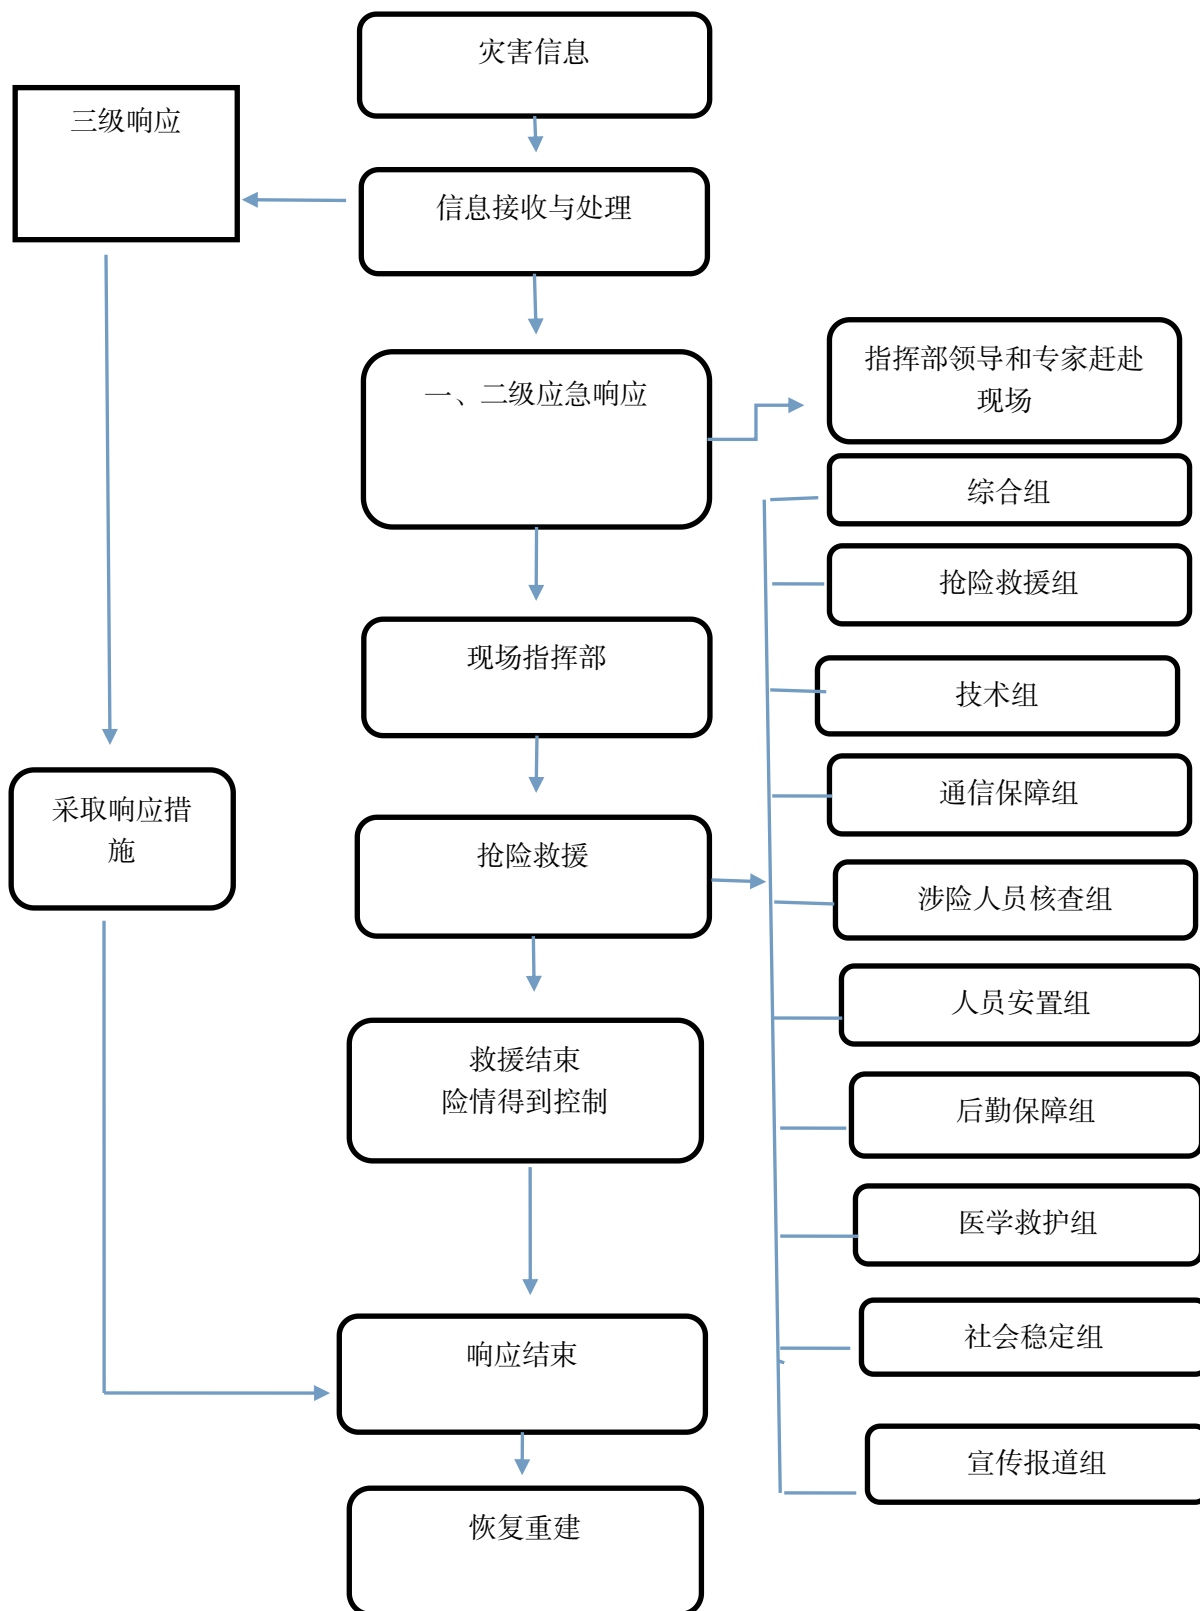 灾害信息
三级响应
信息接收与处理
一、二级应急响应
指挥部领导和专家赶赴
现场
综合组
抢险救援组
现场指挥部
技术组
通信保障组
采取响应措
施
抢险救援
涉险人员核查组
人员安置组
救援结束
险情得到控制
后勤保障组
医学救护组
社会稳定组
响应结束
宣传报道组
恢复重建